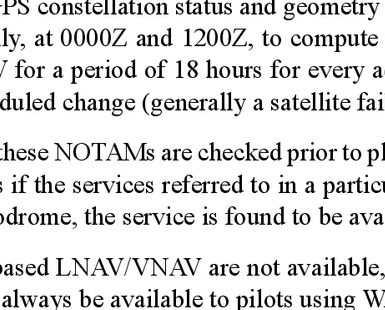 GPS constellation status and geometry
ly, at 0000Z and 1200Z, to compute
V for a period of 18 hours for every a
duled change (generally a satellite fai
these NOTAMs are checked prior to pl
s if the services referred to in a particu
odrome, the service is found to be ava
based LNAV/VNAV are not available,
always be available to pilots using W